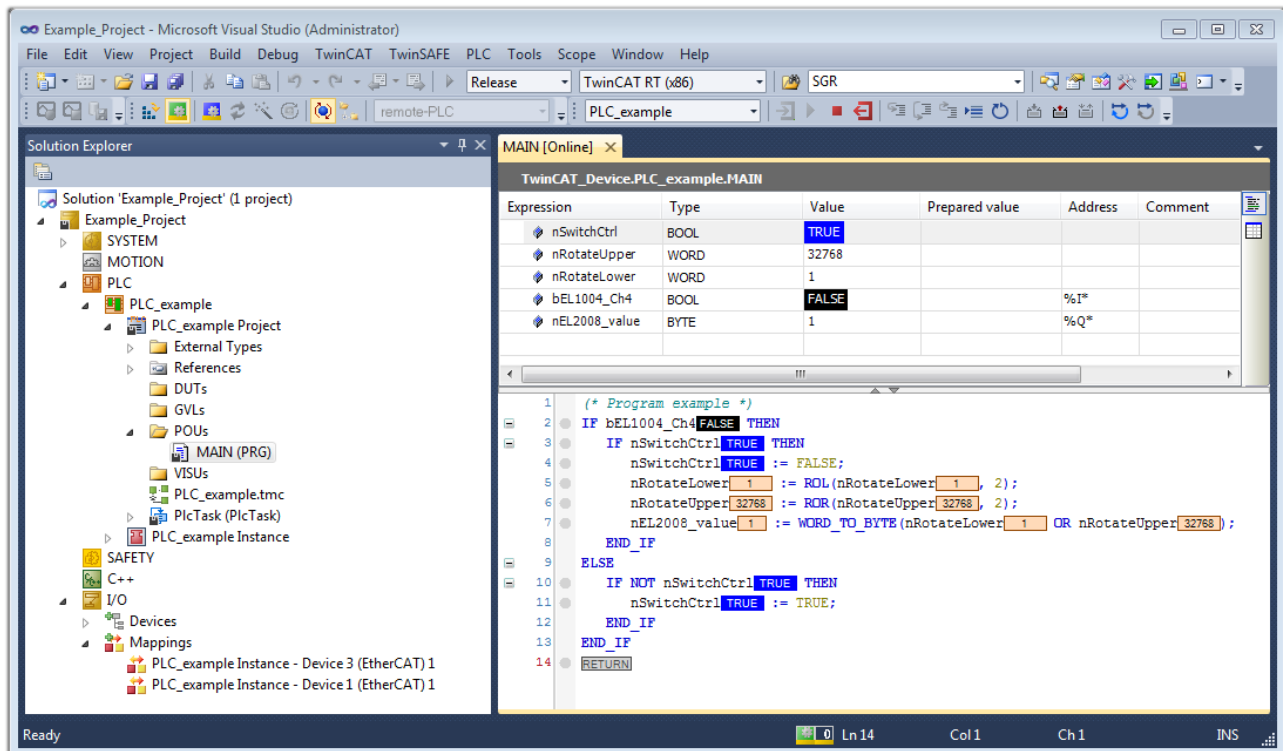 Example_Project - Microsoft Visual Studio (Administrator)
File Edit View Project Build Debug TwinCAT TwinSAFE PLC Tools Scope Window Help
Release TwinCAT RT (x86) SGR
remote-PLC PLC_example
Solution Explorer
Solution 'Example_Project' (1 project)
Example_Project
SYSTEM
MOTION
PLC
PLC_example
PLC_example Project
External Types
References
DUTs
GVLs
POUs
MAIN (PRG)
VISUs
PLC_example.tmc
PlcTask (PlcTask)
PLC_example Instance
SAFETY
C++
I/O
Devices
Mappings
PLC_example Instance - Device 3 (EtherCAT) 1
PLC_example Instance - Device 1 (EtherCAT) 1
MAIN [Online]
TwinCAT_Device.PLC_example.MAIN
Expression Type Value Prepared value Address Comment
nSwitchCtrl BOOL TRUE
nRotateUpper WORD 32768
nRotateLower WORD 1
bEL1004_Ch4 BOOL FALSE %I*
nEL2008_value BYTE 1 %Q*
1 (* Program example *)
2 IF bEL1004_Ch4 FALSE THEN
3 IF nSwitchCtrl TRUE THEN
4 nSwitchCtrl TRUE := FALSE;
5 nRotateLower 1 := ROL(nRotateLower 1 , 2);
6 nRotateUpper 32768 := ROR(nRotateUpper 32768 , 2);
7 nEL2008_value 1 := WORD_TO_BYTE(nRotateLower 1 OR nRotateUpper 32768 );
8 END_IF
9 ELSE
10 IF NOT nSwitchCtrl TRUE THEN
11 nSwitchCtrl TRUE := TRUE;
12 END_IF
13 END_IF
14 RETURN
Ready 0 Ln 14 Col 1 Ch 1 INS